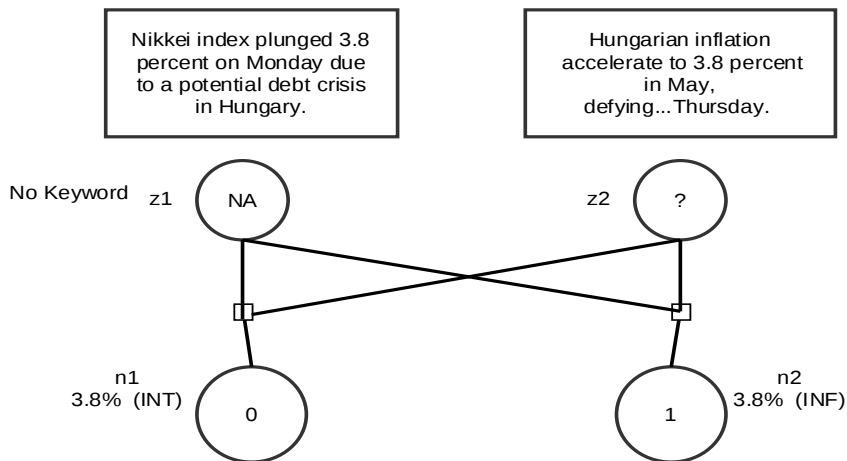 Nikkei index plunged 3.8
percent on Monday due
to a potential debt crisis
in Hungary.
Hungarian inflation
accelerate to 3.8 percent
in May,
defying...Thursday.
No Keyword
z1
NA
z2
?
n1
3.8% (INT)
0
1
n2
3.8% (INF)